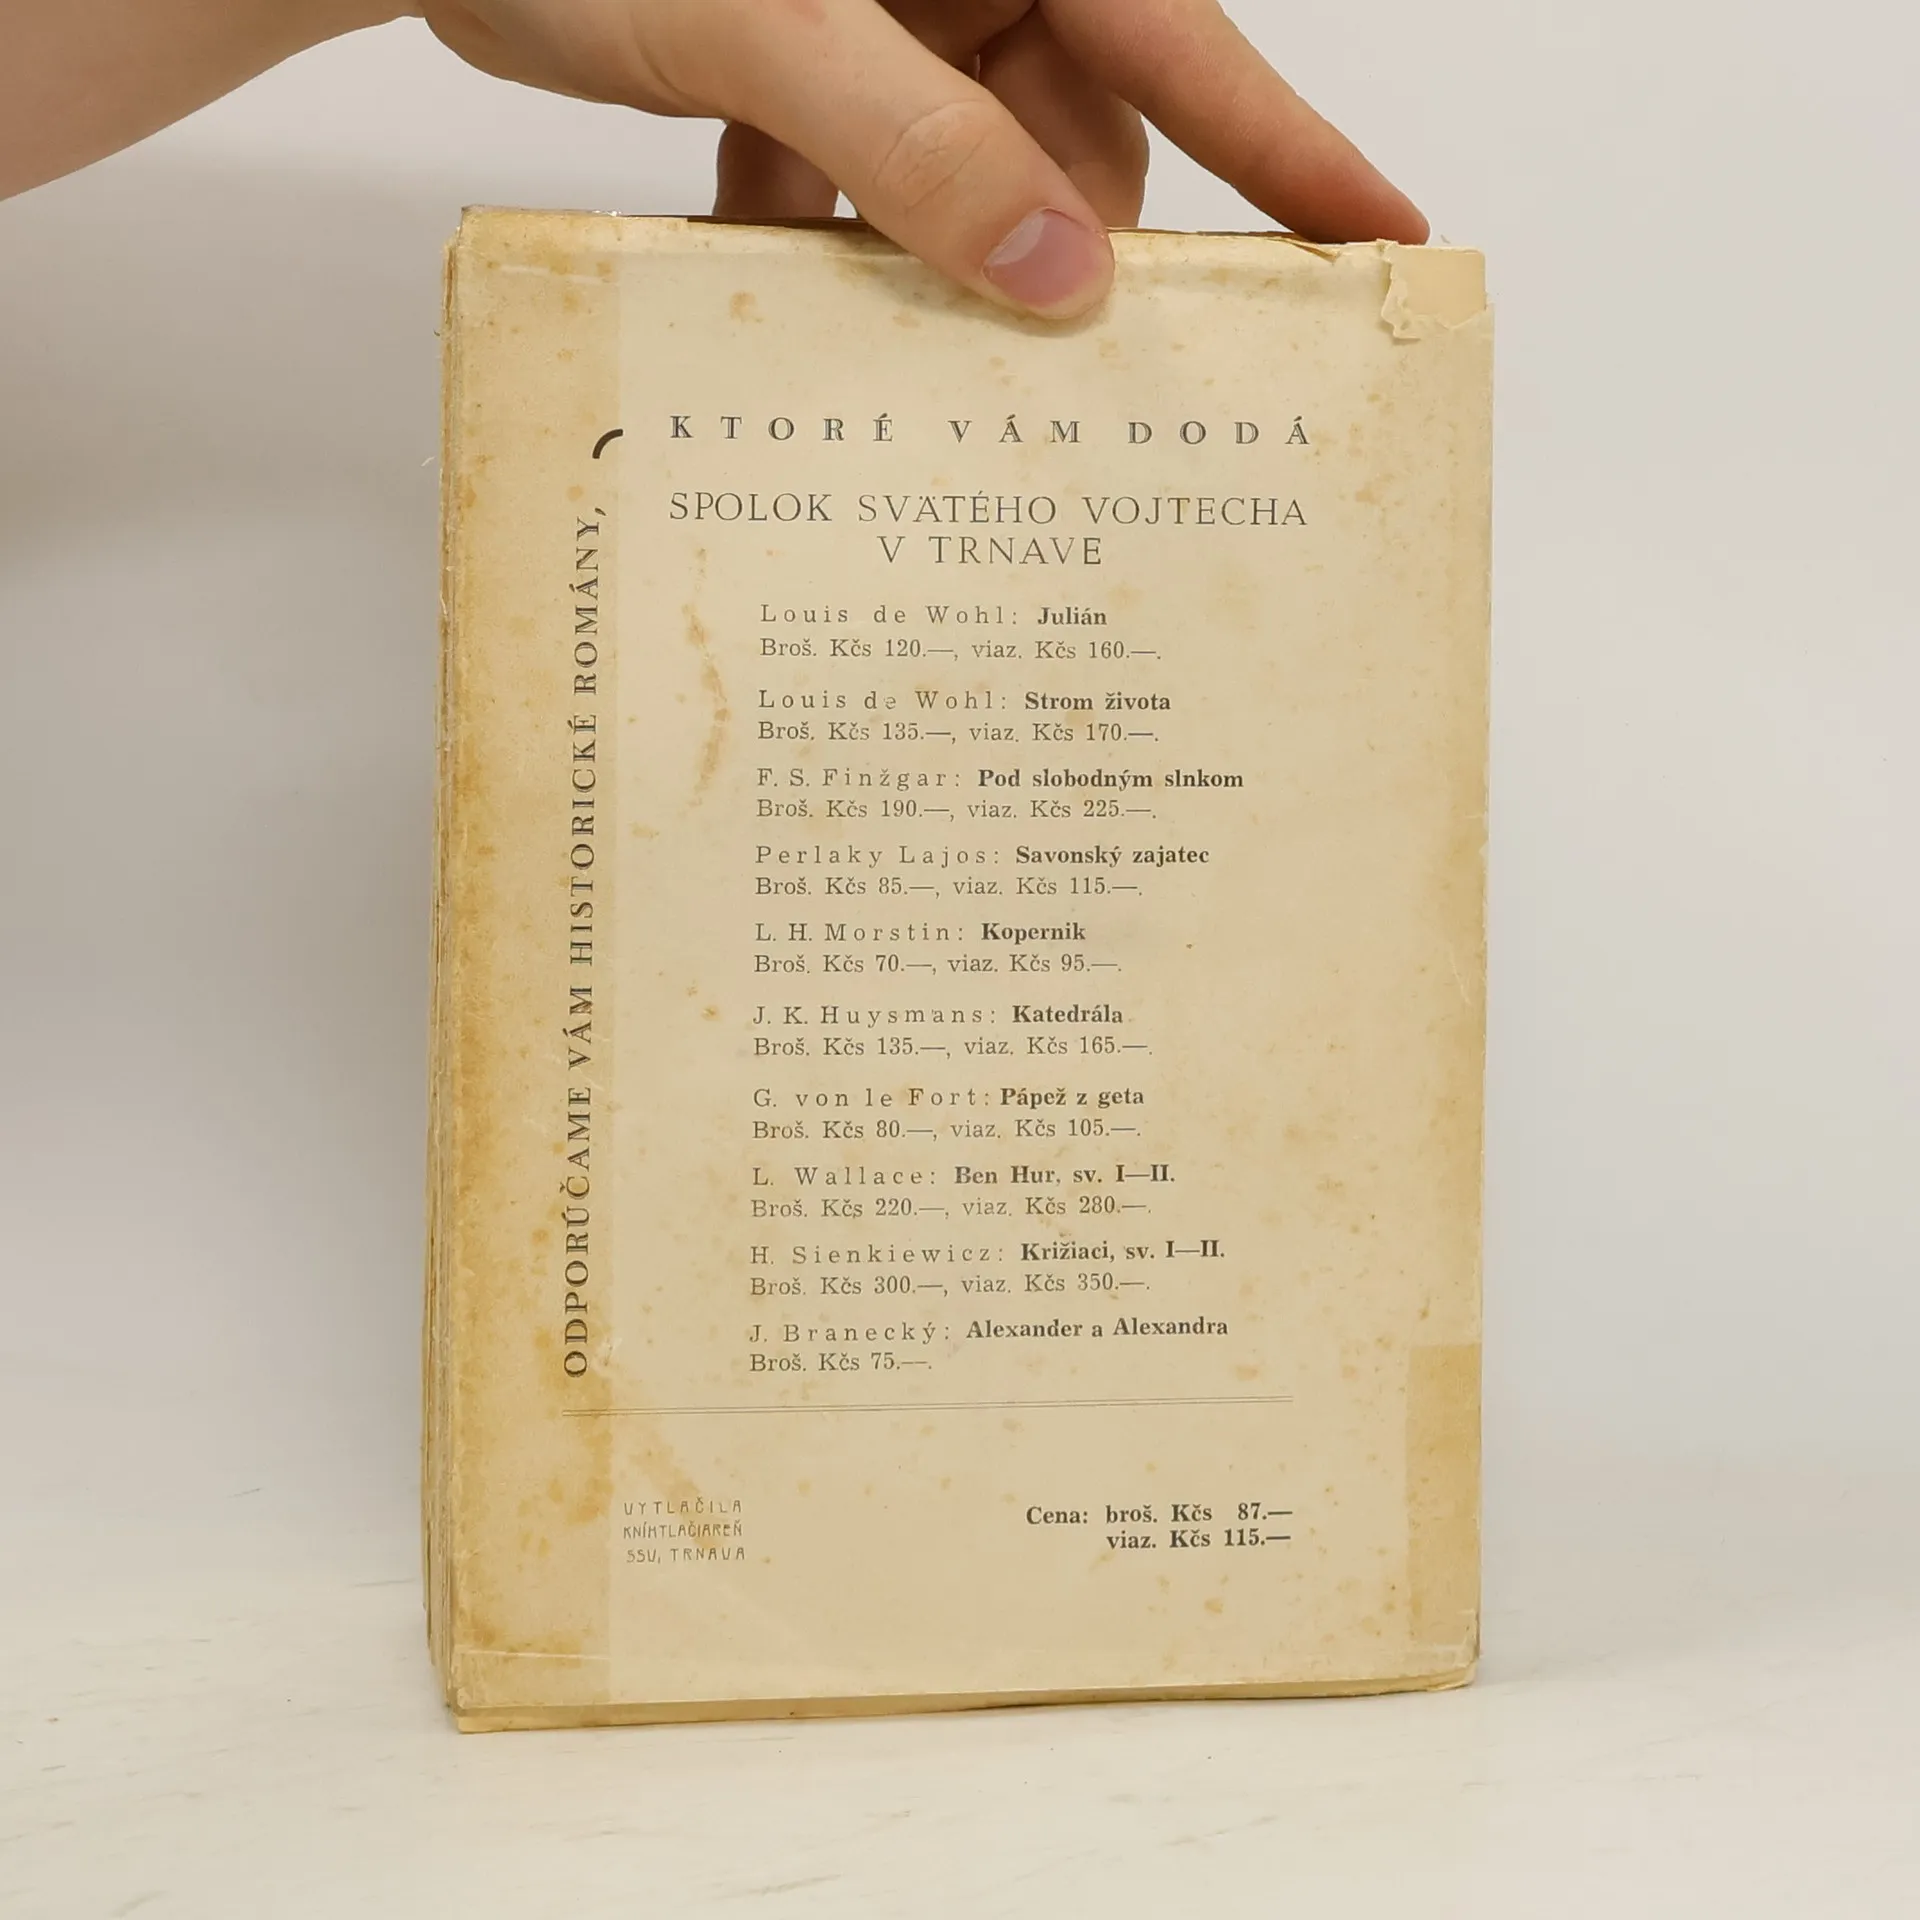 ODPORÚČAME VÁM HISTORICKÉ ROMÁNY,
KTORÉ VÁM DODÁ
SPOLOK SVÄTÉHO VOJTECHA
V TRNAVE
Louis de Wohl: Julián
Broš. Kčs 120.—, viaz. Kčs 160.—.
Louis de Wohl: Strom života
Broš. Kčs 135.—, viaz. Kčs 170.—.
F. S. Finžgar: Pod slobodným slnkom
Broš. Kčs 190.—, viaz. Kčs 225.—.
Perlaky Lajos: Savonský zajatec
Broš. Kčs 85.—, viaz. Kčs 115.—.
L. H. Morstin: Kopernik
Broš. Kčs 70.—, viaz. Kčs 95.—.
J. K. Huysmans: Katedrála
Broš. Kčs 135.—, viaz. Kčs 165.—.
G. von le Fort: Pápež z geta
Broš. Kčs 80.—, viaz. Kčs 105.—.
L. Wallace: Ben Hur, sv. I—II.
Broš. Kčs 220.—, viaz. Kčs 280.—.
H. Sienkiewicz: Križiaci, sv. I—II.
Broš. Kčs 300.—, viaz. Kčs 350.—.
J. Branecký: Alexander a Alexandra
Broš. Kčs 75.—.
VYTLAČILA
KNÍHTLAČIAREŇ
SSV, TRNAVA
Cena: broš. Kčs 87.—
viaz. Kčs 115.—